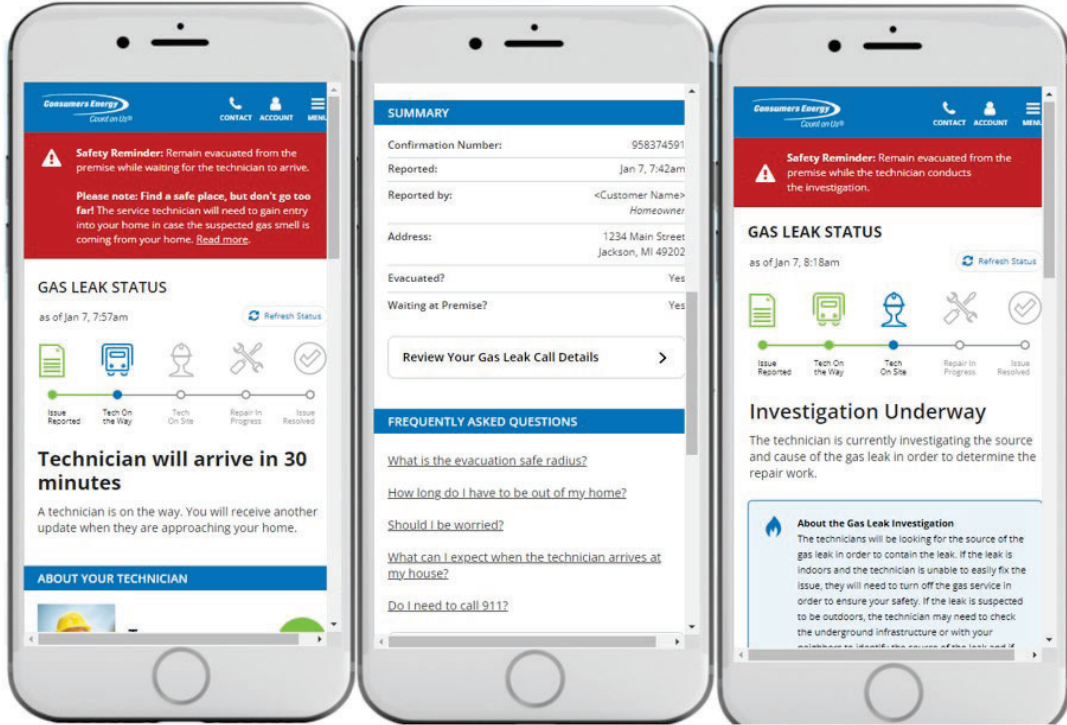 Consumers Energy
Count on Us®
CONTACT ACCOUNT MENU
Safety Reminder: Remain evacuated from the
premise while waiting for the technician to arrive.
Please note: Find a safe place, but don't go too
far! The service technician will need to gain entry
into your home in case the suspected gas smell is
coming from your home. Read more.
GAS LEAK STATUS
as of Jan 7, 7:57am
Refresh Status
Issue Reported
Tech On the Way
Tech On Site
Repair In Progress
Issue Resolved
Technician will arrive in 30
minutes
A technician is on the way. You will receive another
update when they are approaching your home.
ABOUT YOUR TECHNICIAN
SUMMARY
Confirmation Number: 958374591
Reported: Jan 7, 7:42am
Reported by: <Customer Name>
Homeowner
Address: 1234 Main Street
Jackson, MI 49202
Evacuated? Yes
Waiting at Premise? Yes
Review Your Gas Leak Call Details
FREQUENTLY ASKED QUESTIONS
What is the evacuation safe radius?
How long do I have to be out of my home?
Should I be worried?
What can I expect when the technician arrives at
my house?
Do I need to call 911?
Consumers Energy
Count on Us®
CONTACT ACCOUNT MENU
Safety Reminder: Remain evacuated from the
premise while the technician conducts
the investigation.
GAS LEAK STATUS
as of Jan 7, 8:18am
Refresh Status
Issue Reported
Tech On the Way
Tech On Site
Repair In Progress
Issue Resolved
Investigation Underway
The technician is currently investigating the source
and cause of the gas leak in order to determine the
repair work.
About the Gas Leak Investigation
The technicians will be looking for the source of the
gas leak in order to contain the leak. If the leak is
indoors and the technician is unable to easily fix the
issue, they will need to turn off the gas service in
order to ensure your safety. If the leak is suspected
to be outdoors, the technician may need to check
the underground infrastructure or with your
neighbors to identify the source of the leak and if